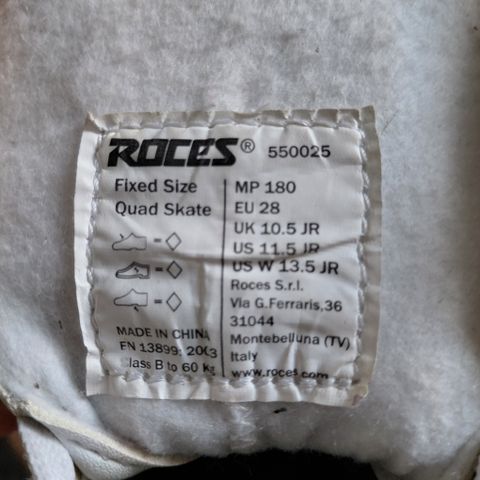 ROCES® 550025
Fixed Size
Quad Skate
MP 180
EU 28
UK 10.5 JR
US 11.5 JR
US W 13.5 JR
Roces S.r.l.
Via G.Ferraris,36
31044
Montebelluna (TV)
Italy
www.roces.com
MADE IN CHINA
EN 13899: 2003
Class B to 60 Kg